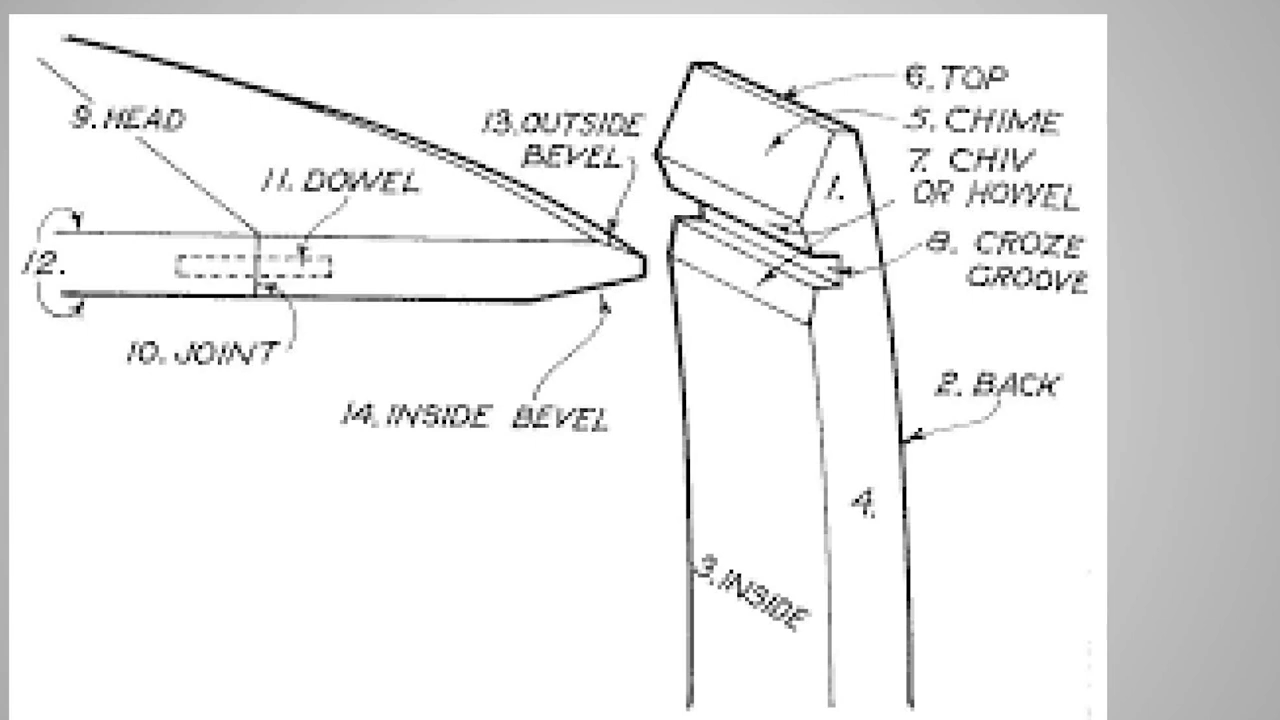 6. TOP
9. HEAD
13. OUTSIDE
BEVEL
5. CHIME
7. CHIV
11. DOWEL
1.
OR HOWEL
12.
8. CROZE
GROOVE
10. JOINT
2. BACK
14. INSIDE BEVEL
4.
3. INSIDE